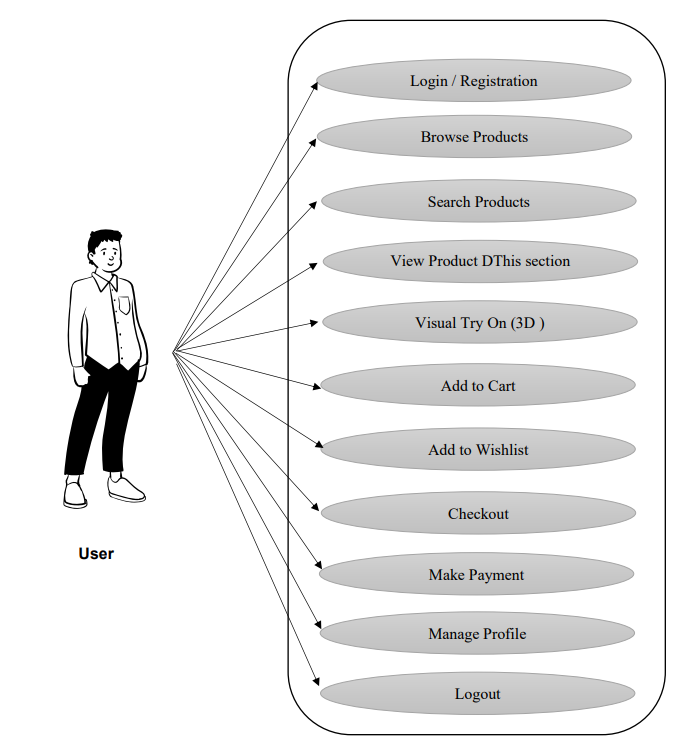 Login / Registration
Browse Products
Search Products
View Product DThis section
Visual Try On (3D )
Add to Cart
Add to Wishlist
Checkout
User
Make Payment
Manage Profile
Logout